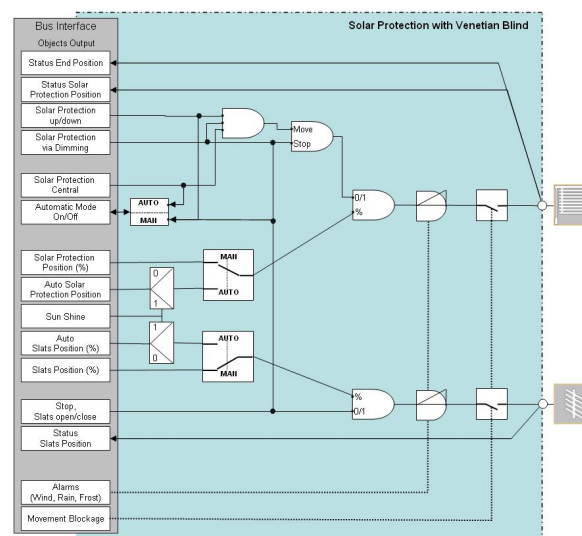 Bus Interface
Solar Protection with Venetian Blind
Objects Output
Status End Position
Status Solar
Protection Position
Solar Protection
up/down
Move
Solar Protection
via Dimming
Stop
Solar Protection
Central
AUTO
Automatic Mode
On/Off
MAN
0/1
%
Solar Protection
Position (%)
MAN
0
Auto Solar
Protection Position
AUTO
1
Sun Shine
1
Auto
Slats Position (%)
AUTO
0
Slats Position (%)
MAN
%
Stop,
Slats open/close
0/1
Status
Slats Position
Alarms
(Wind, Rain, Frost)
Movement Blockage